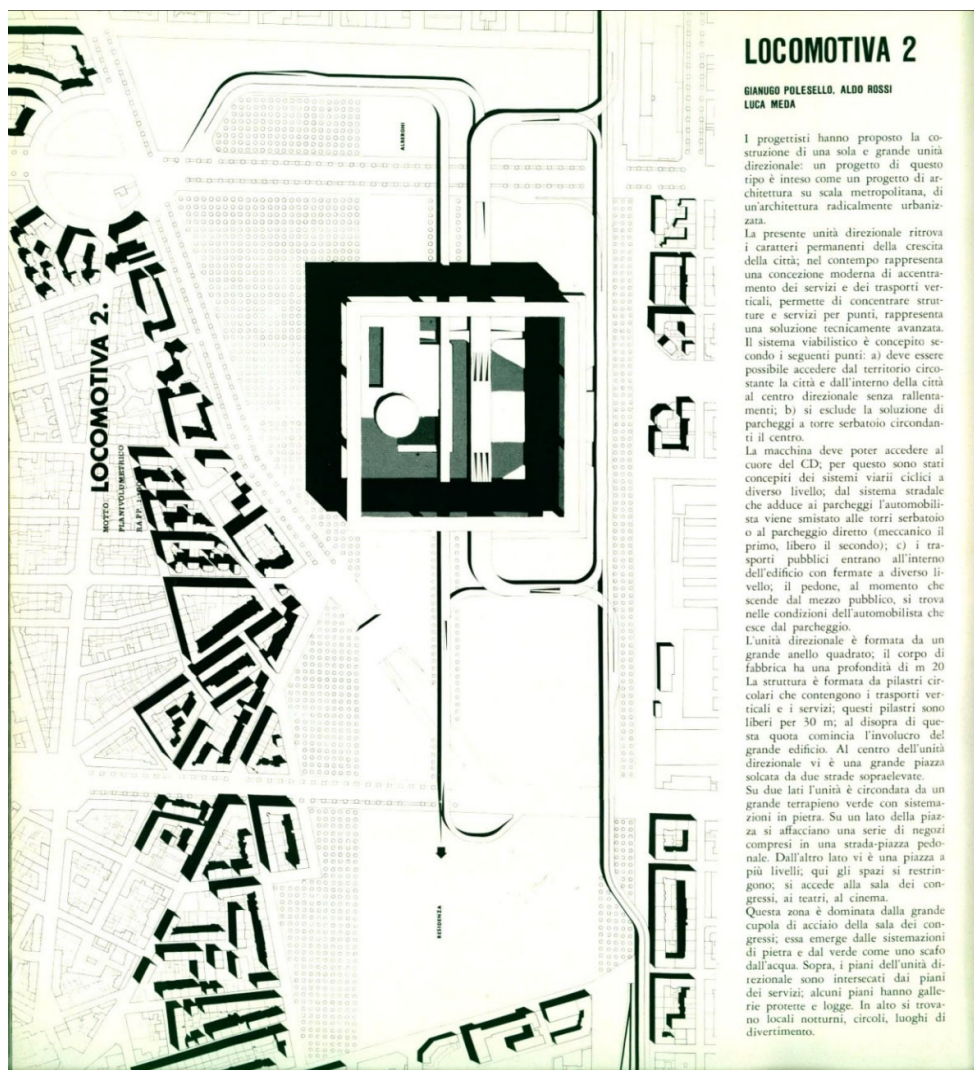 LOCOMOTIVA 2
GIANUGO POLESELLO, ALDO ROSSI
LUCA MEDA
I progettisti hanno proposto la co-
struzione di una sola e grande unità
direzionale: un progetto di questo
tipo è inteso come un progetto di ar-
chitettura su scala metropolitana, di
un'architettura radicalmente urbaniz-
zata.
La presente unità direzionale ritrova
i caratteri permanenti della crescita
della città; nel contempo rappresenta
una concezione moderna di accentra-
mento dei servizi e dei trasporti ver-
ticali, permette di concentrare strut-
ture e servizi per punti, rappresenta
una soluzione tecnicamente avanzata.
Il sistema viabilistico è concepito se-
condo i seguenti punti: a) deve essere
possibile accedere dal territorio circo-
stante la città e dall'interno della città
al centro direzionale senza rallenta-
menti; b) si esclude la soluzione di
parcheggi a torre serbatoio circondan-
ti il centro.
La macchina deve poter accedere al
cuore del CD; per questo sono stati
concepiti dei sistemi viarii ciclici a
diverso livello; dal sistema stradale
che adduce ai parcheggi l'automobili-
sta viene smistato alle torri serbatoio
o al parcheggio diretto (meccanico il
primo, libero il secondo); c) i tra-
sporti pubblici entrano all'interno
dell'edificio con fermate a diverso li-
vello; il pedone, al momento che
scende dal mezzo pubblico, si trova
nelle condizioni dell'automobilista che
esce dal parcheggio.
L'unità direzionale è formata da un
grande anello quadrato; il corpo di
fabbrica ha una profondità di m 20
La struttura è formata da pilastri cir-
colari che contengono i trasporti ver-
ticali e i servizi; questi pilastri sono
liberi per 30 m; al disopra di que-
sta quota comincia l'involucro del
grande edificio. Al centro dell'unità
direzionale vi è una grande piazza
solcata da due strade sopraelevate.
Su due lati l'unità è circondata da un
grande terrapieno verde con sistema-
zioni in pietra. Su un lato della piaz-
za si affacciano una serie di negozi
compresi in una strada-piazza pedo-
nale. Dall'altro lato vi è una piazza a
più livelli; qui gli spazi si restrin-
gono; si accede alla sala dei con-
gressi, ai teatri, al cinema.
Questa zona è dominata dalla grande
cupola di acciaio della sala dei con-
gressi; essa emerge dalle sistemazioni
di pietra e dal verde come uno scafo
dall'acqua. Sopra, i piani dell'unità di-
rezionale sono intersecati dai piani
dei servizi; alcuni piani hanno galle-
rie protette e logge. In alto si trova-
no locali notturni, circoli, luoghi di
divertimento.
ALBERGHI
LOCOMOTIVA 2.
MOTTO
PLANIVOLUMETRICO
RAPP.
RESIDENZA